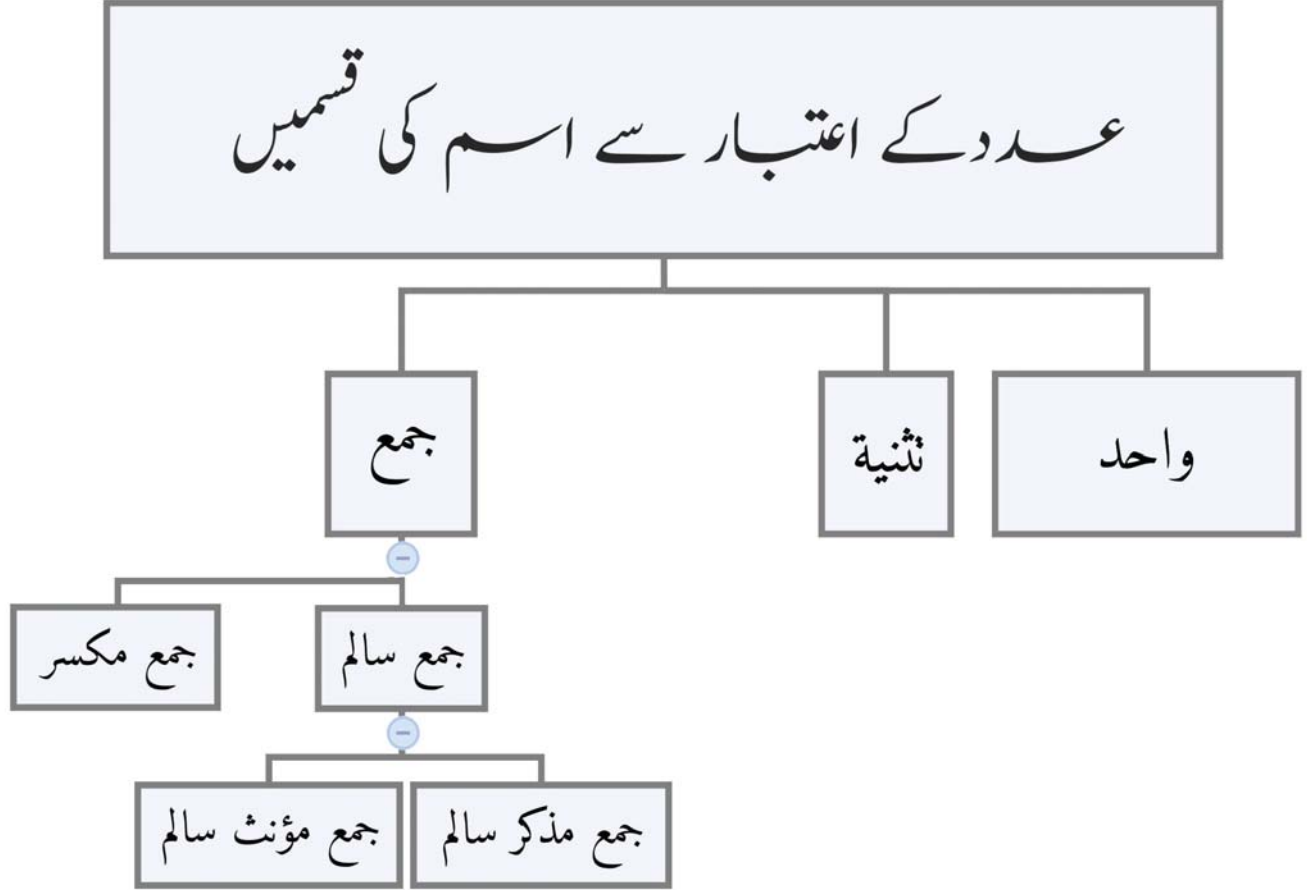 عدد کے اعتبار سے اسم کی قسمیں
واحد
تثنية
جمع
جمع سالم
جمع مكسر
جمع مذكر سالم
جمع مؤنث سالم